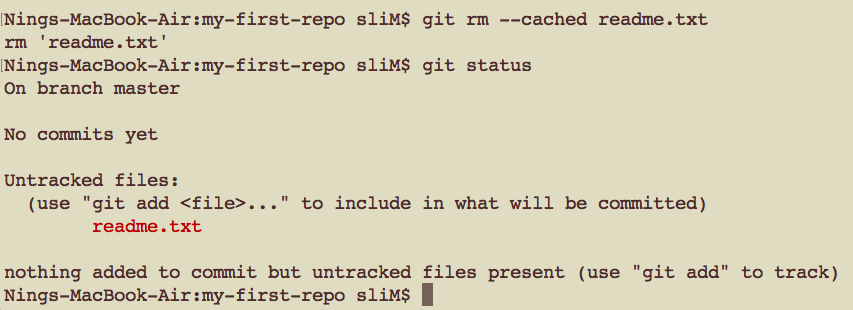 Nings-MacBook-Air:my-first-repo sliM$ git rm --cached readme.txt
rm 'readme.txt'
Nings-MacBook-Air:my-first-repo sliM$ git status
On branch master
No commits yet
Untracked files:
  (use "git add <file>..." to include in what will be committed)
        readme.txt
nothing added to commit but untracked files present (use "git add" to track)
Nings-MacBook-Air:my-first-repo sliM$